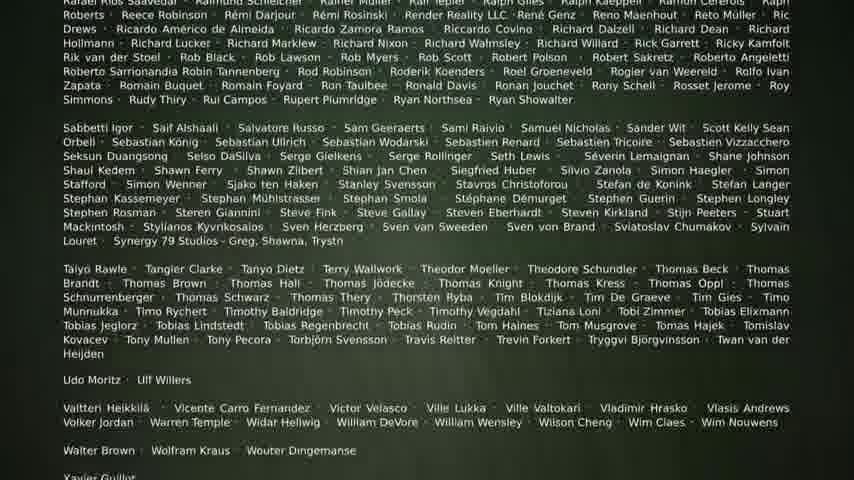 Rafael Rios Saavedra · Raimund Schleicher · Rainer Müller · Ralf Tepler · Ralph Giles · Ralph Kaeppeli · Ramon Cererols · Raph
Roberts · Reece Robinson · Rémi Darjour · Rémi Rosinski · Render Reality LLC · René Genz · Reno Maenhout · Reto Müller · Ric
Drews · Ricardo Américo de Almeida · Ricardo Zamora Ramos · Riccardo Covino · Richard Dalzell · Richard Dean · Richard
Hollmann · Richard Lucker · Richard Marklew · Richard Nixon · Richard Walmsley · Richard Willard · Rick Garrett · Ricky Kamfolt
Rik van der Stoel · Rob Black · Rob Lawson · Rob Myers · Rob Scott · Robert Polson · Robert Sakretz · Roberto Angeletti
Roberto Sarrionandia Robin Tannenberg · Rod Robinson · Roderik Koenders · Roel Groeneveld · Rogier van Weereld · Rolfo Ivan
Zapata · Romain Buquet · Romain Foyard · Ron Taulbee · Ronald Davis · Ronan Jouchet · Rony Schell · Rosset Jerome · Roy
Simmons · Rudy Thiry · Rui Campos · Rupert Plumridge · Ryan Northsea · Ryan Showalter
Sabbetti Igor · Saif Alshaali · Salvatore Russo · Sam Geeraerts · Sami Raivio · Samuel Nicholas · Sander Wit · Scott Kelly Sean
Orbell · Sebastian König · Sebastian Ullrich · Sebastian Wodarski · Sebastien Renard · Sebastien Tricoire · Sebastien Vizzacchero
Seksun Duangsong · Selso DaSilva · Serge Gielkens · Serge Rollinger · Seth Lewis · Séverin Lemaignan · Shane Johnson
Shaul Kedem · Shawn Ferry · Shawn Zilbert · Shian Jan Chen · Siegfried Huber · Silvio Zanola · Simon Haegler · Simon
Stafford · Simon Wenner · Sjako ten Haken · Stanley Svensson · Stavros Christoforou · Stefan de Konink · Stefan Langer
Stephan Kassemeyer · Stephan Mühlstrasser · Stephan Smola · Stéphane Démurget · Stephen Guerin · Stephen Longley
Stephen Rosman · Steren Giannini · Steve Fink · Steve Gallay · Steven Eberhardt · Steven Kirkland · Stijn Peeters · Stuart
Mackintosh · Stylianos Kyvrikosaios · Sven Herzberg · Sven van Sweeden · Sven von Brand · Sviatoslav Chumakov · Sylvain
Louret · Synergy 79 Studios - Greg, Shawna, Trystn
Taiyo Rawle · Tangier Clarke · Tanyo Dietz · Terry Wallwork · Theodor Moeller · Theodore Schundler · Thomas Beck · Thomas
Brandt · Thomas Brown · Thomas Hall · Thomas Jödecke · Thomas Knight · Thomas Kress · Thomas Oppl · Thomas
Schnurrenberger · Thomas Schwarz · Thomas Thery · Thorsten Ryba · Tim Blokdijk · Tim De Graeve · Tim Gies · Timo
Munnukka · Timo Rychert · Timothy Baldridge · Timothy Peck · Timothy Vegdahl · Tiziana Loni · Tobi Zimmer · Tobias Elixmann
Tobias Jeglorz · Tobias Lindstedt · Tobias Regenbrecht · Tobias Rudin · Tom Haines · Tom Musgrove · Tomas Hajek · Tomislav
Kovacev · Tony Mullen · Tony Pecora · Torbjörn Svensson · Travis Reitter · Trevin Forkert · Tryggvi Björgvinsson · Twan van der
Heijden
Udo Moritz · Ulf Willers
Valtteri Heikkilä · Vicente Carro Fernandez · Victor Velasco · Ville Lukka · Ville Valtokari · Vladimir Hrasko · Vlasis Andrews
Volker Jordan · Warren Temple · Widar Hellwig · William DeVore · William Wensley · Wilson Cheng · Wim Claes · Wim Nouwens
Walter Brown · Wolfram Kraus · Wouter Dingemanse
Xavier Guillot